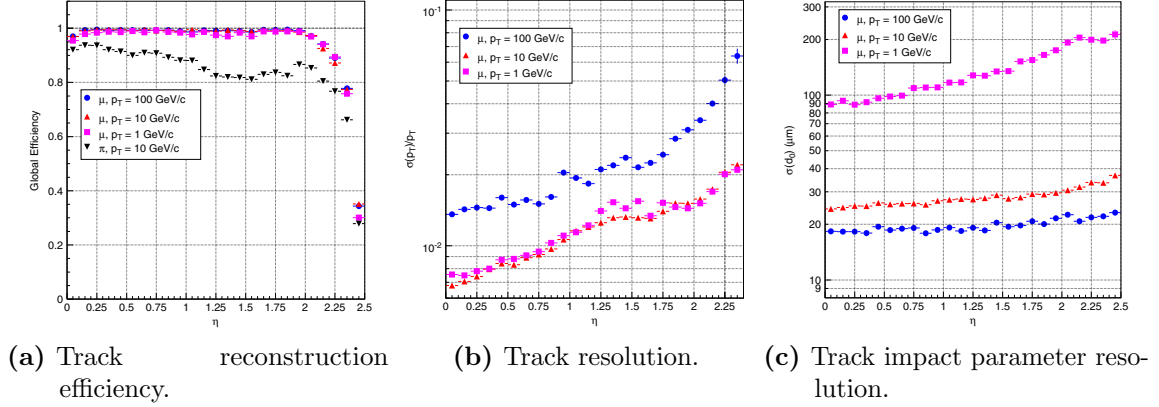 Global Efficiency
1
0.8
0.6
0.4
0.2
0
μ, pT = 100 GeV/c
μ, pT = 10 GeV/c
μ, pT = 1 GeV/c
π, pT = 10 GeV/c
0 0.25 0.5 0.75 1 1.25 1.5 1.75 2 2.25 2.5
η
(a) Track reconstruction
efficiency.
σ(pT)/pT
10⁻¹
10⁻²
μ, pT = 100 GeV/c
μ, pT = 10 GeV/c
μ, pT = 1 GeV/c
0 0.25 0.5 0.75 1 1.25 1.5 1.75 2 2.25
η
(b) Track resolution.
σ(d0) (μm)
300
200
100
90
80
70
60
50
40
30
20
10
9
8
μ, pT = 100 GeV/c
μ, pT = 10 GeV/c
μ, pT = 1 GeV/c
0 0.25 0.5 0.75 1 1.25 1.5 1.75 2 2.25 2.5
η
(c) Track impact parameter reso-
lution.